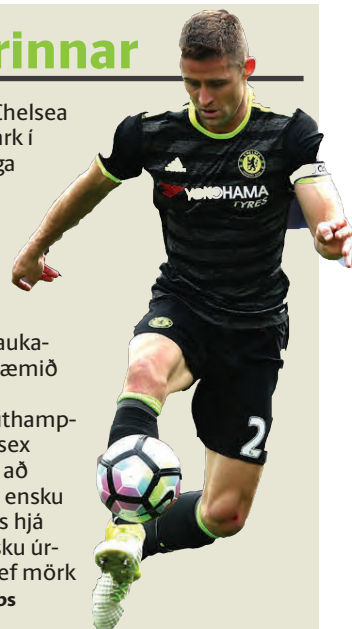 rinnar
Chelsea
ark í
ga
auka-
æmið
uthamp-
sex
að
ensku
s hjá
sku úr-
ef mörk
os
YOKOHAMA
TYRES
2